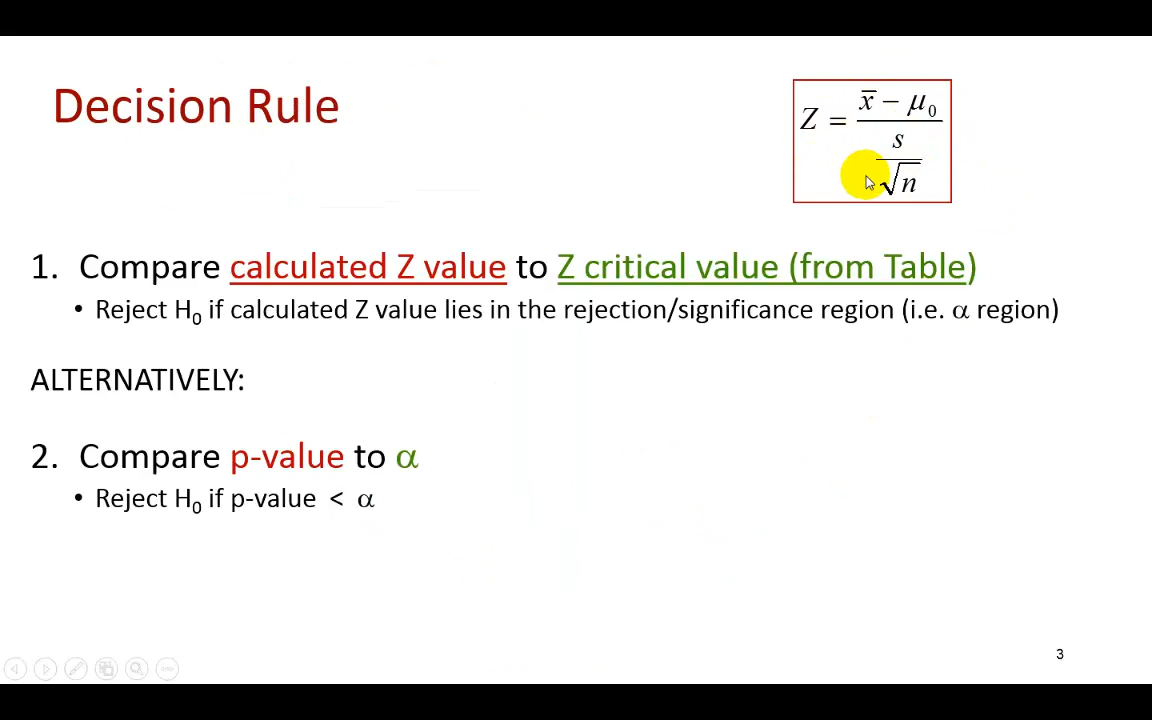 Decision Rule
Z = (x̄ − μ₀) / (s / √n)
1. Compare calculated Z value to Z critical value (from Table)
• Reject H₀ if calculated Z value lies in the rejection/significance region (i.e. α region)
ALTERNATIVELY:
2. Compare p-value to α
• Reject H₀ if p-value < α
3